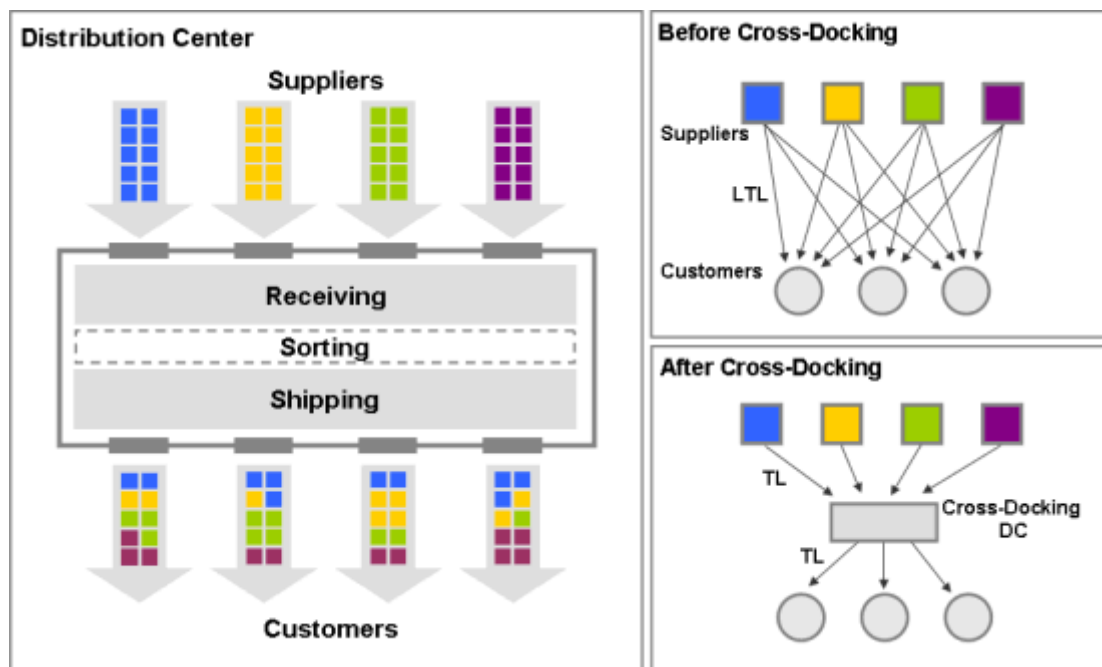 Distribution Center
Suppliers
Receiving
Sorting
Shipping
Customers
Before Cross-Docking
Suppliers
LTL
Customers
After Cross-Docking
TL
Cross-Docking
DC
TL